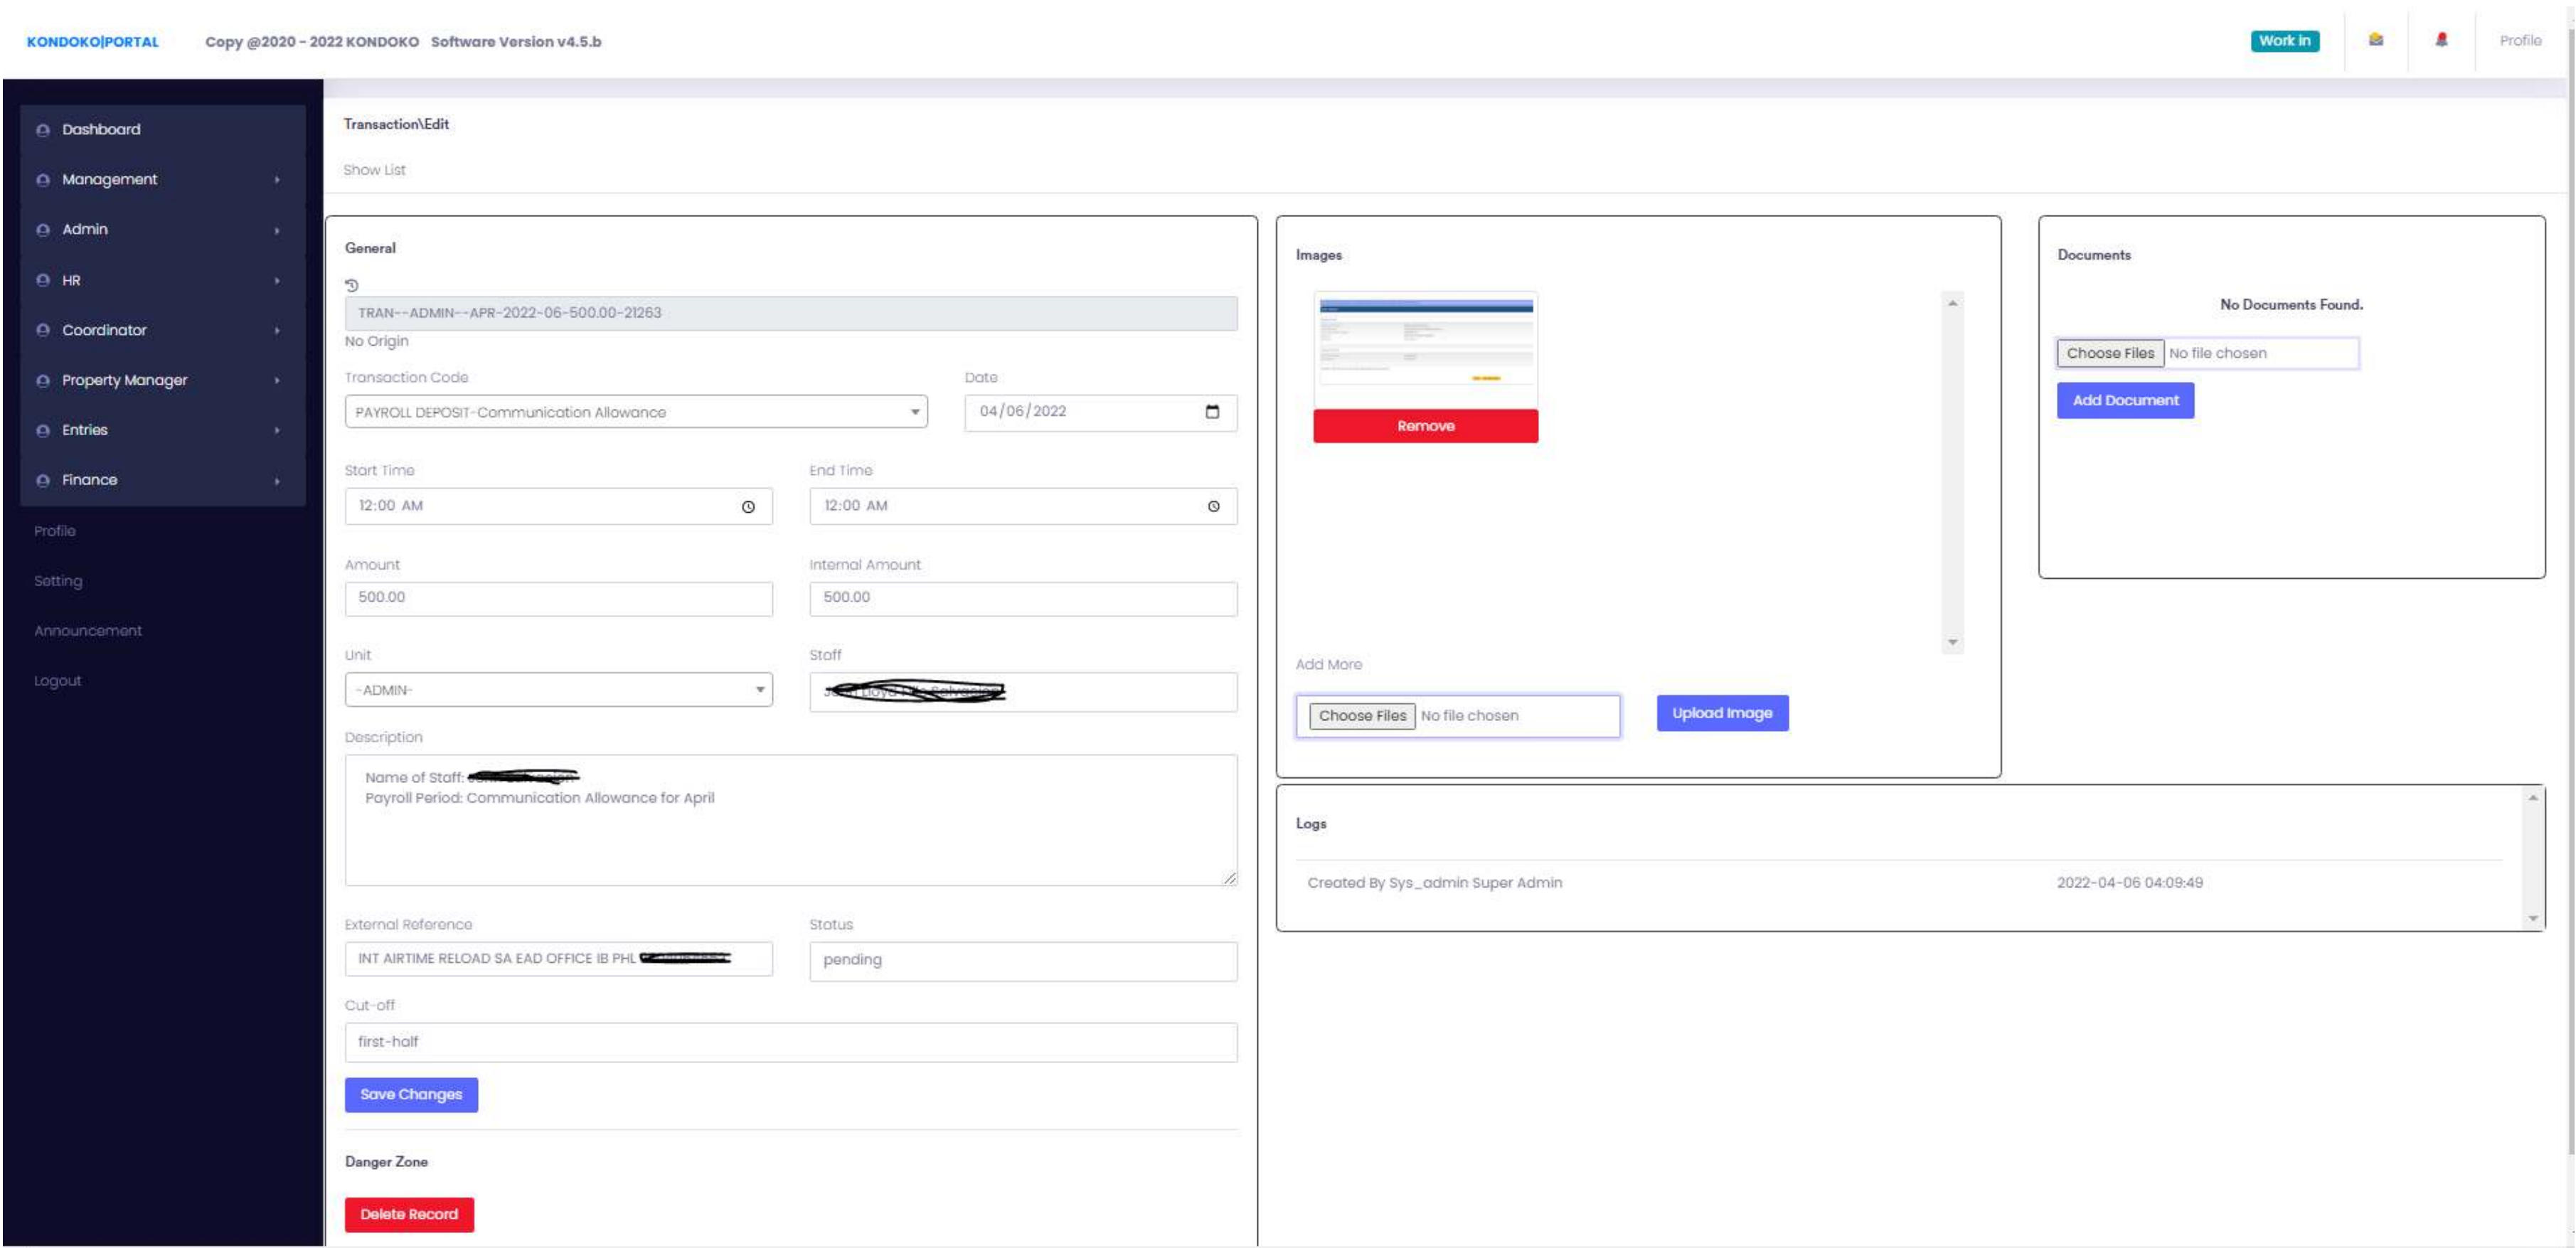 KONDOKO|PORTAL Copy @2020 - 2022 KONDOKO Software Version v4.5.b Work in Profile
Dashboard
Management
Admin
HR
Coordinator
Property Manager
Entries
Finance
Profile
Setting
Announcement
Logout
Transaction\Edit
Show List
General
TRAN--ADMIN--APR-2022-06-500.00-21263
No Origin
Transaction Code Date
PAYROLL DEPOSIT-Communication Allowance 04/06/2022
Start Time End Time
12:00 AM 12:00 AM
Amount Internal Amount
500.00 500.00
Unit Staff
-ADMIN-
Description
Name of Staff:
Payroll Period: Communication Allowance for April
External Reference Status
INT AIRTIME RELOAD SA EAD OFFICE IB PHL pending
Cut-off
first-half
Save Changes
Danger Zone
Delete Record
Images
Remove
Add More
Choose Files No file chosen Upload Image
Documents
No Documents Found.
Choose Files No file chosen
Add Document
Logs
Created By Sys_admin Super Admin 2022-04-06 04:09:49